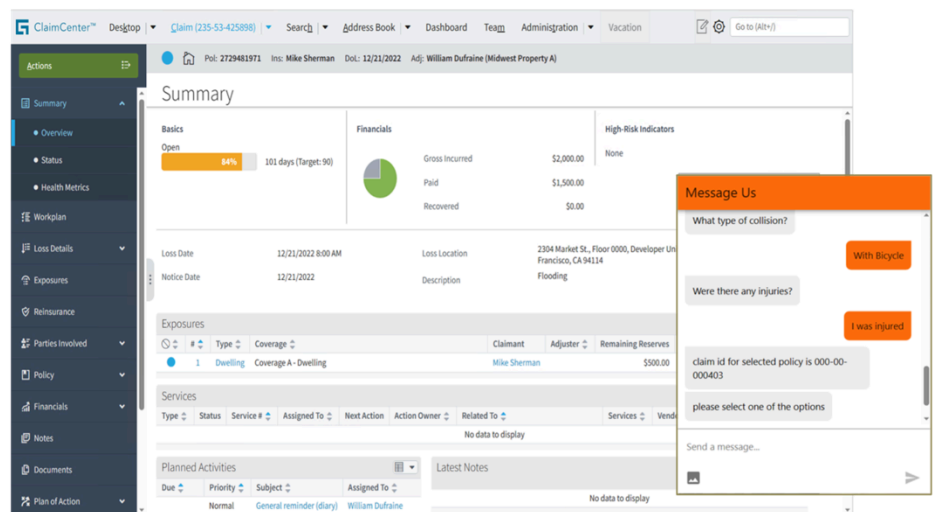 ClaimCenter™ Desktop Claim (235-53-425898) Search Address Book Dashboard Team Administration Vacation Go to (Alt+/)
Actions
Pol: 2729481971 Ins: Mike Sherman DoL: 12/21/2022 Adj: William Dufraine (Midwest Property A)
Summary
Overview
Status
Health Metrics
Workplan
Loss Details
Exposures
Reinsurance
Parties Involved
Policy
Financials
Notes
Documents
Plan of Action
Summary
Basics
Open
84% 101 days (Target: 90)
Financials
Gross Incurred $2,000.00
Paid $1,500.00
Recovered $0.00
High-Risk Indicators
None
Loss Date 12/21/2022 8:00 AM
Notice Date 12/21/2022
Loss Location 2304 Market St., Floor 0000, Developer Uni
Francisco, CA 94114
Description Flooding
Exposures
# Type Coverage Claimant Adjuster Remaining Reserves
1 Dwelling Coverage A - Dwelling Mike Sherman $500.00
Services
Type Status Service # Assigned To Next Action Action Owner Related To Services Vend
No data to display
Planned Activities
Due Priority Subject Assigned To
Normal General reminder (diary) William Dufraine
Latest Notes
No data to display
Message Us
What type of collision?
With Bicycle
Were there any injuries?
I was injured
claim id for selected policy is 000-00-
000403
please select one of the options
Send a message...